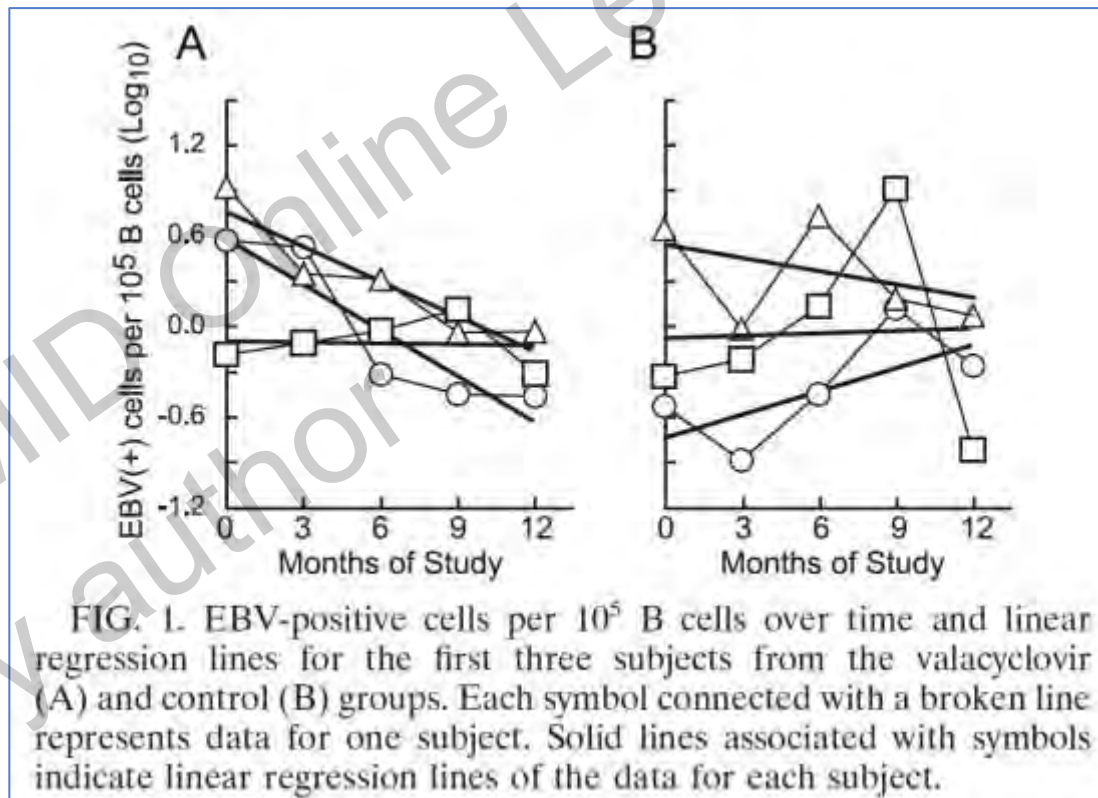 A
B
EBV(+) cells per 10⁵ B cells (Log₁₀)
1.2
0.6
0.0
-0.6
-1.2
0 3 6 9 12
0 3 6 9 12
Months of Study
Months of Study
FIG. 1. EBV-positive cells per 10⁵ B cells over time and linear
regression lines for the first three subjects from the valacyclovir
(A) and control (B) groups. Each symbol connected with a broken line
represents data for one subject. Solid lines associated with symbols
indicate linear regression lines of the data for each subject.
MID Online Le
y author